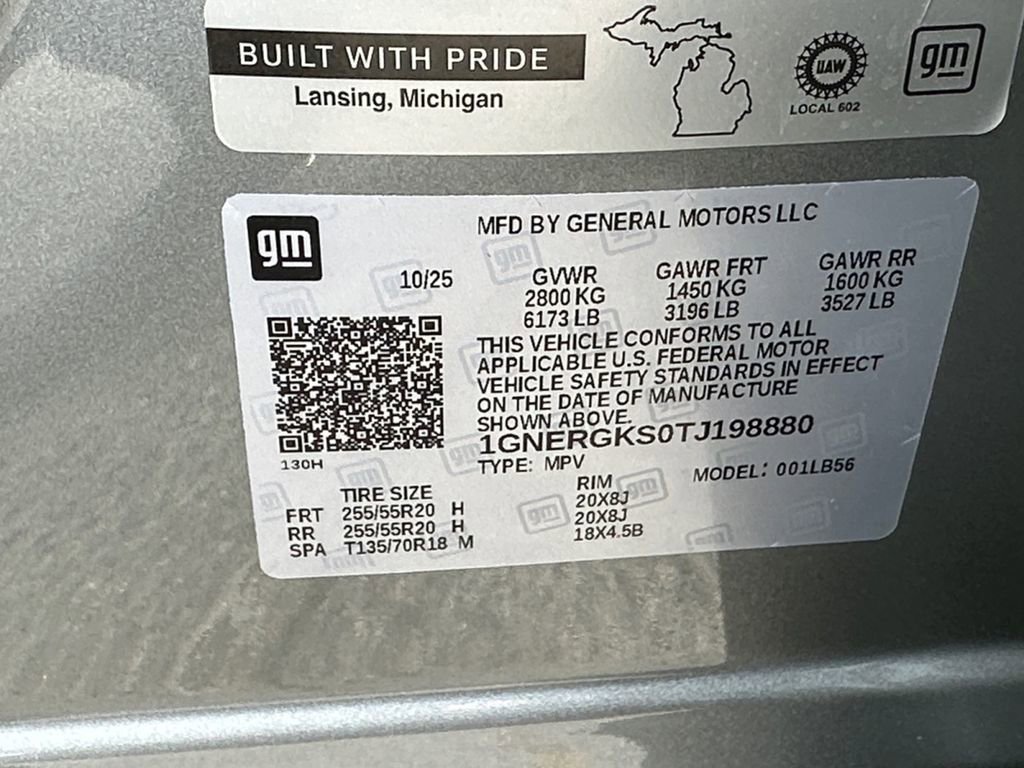 BUILT WITH PRIDE
Lansing, Michigan
UAW
LOCAL 602
gm
gm
MFD BY GENERAL MOTORS LLC
10/25
GVWR
2800 KG
6173 LB
GAWR FRT
1450 KG
3196 LB
GAWR RR
1600 KG
3527 LB
THIS VEHICLE CONFORMS TO ALL
APPLICABLE U.S. FEDERAL MOTOR
VEHICLE SAFETY STANDARDS IN EFFECT
ON THE DATE OF MANUFACTURE
SHOWN ABOVE.
1GNERGKS0TJ198880
130H
TYPE: MPV MODEL: 001LB56
TIRE SIZE RIM
FRT 255/55R20 H 20X8J
RR 255/55R20 H 20X8J
SPA T135/70R18 M 18X4.5B